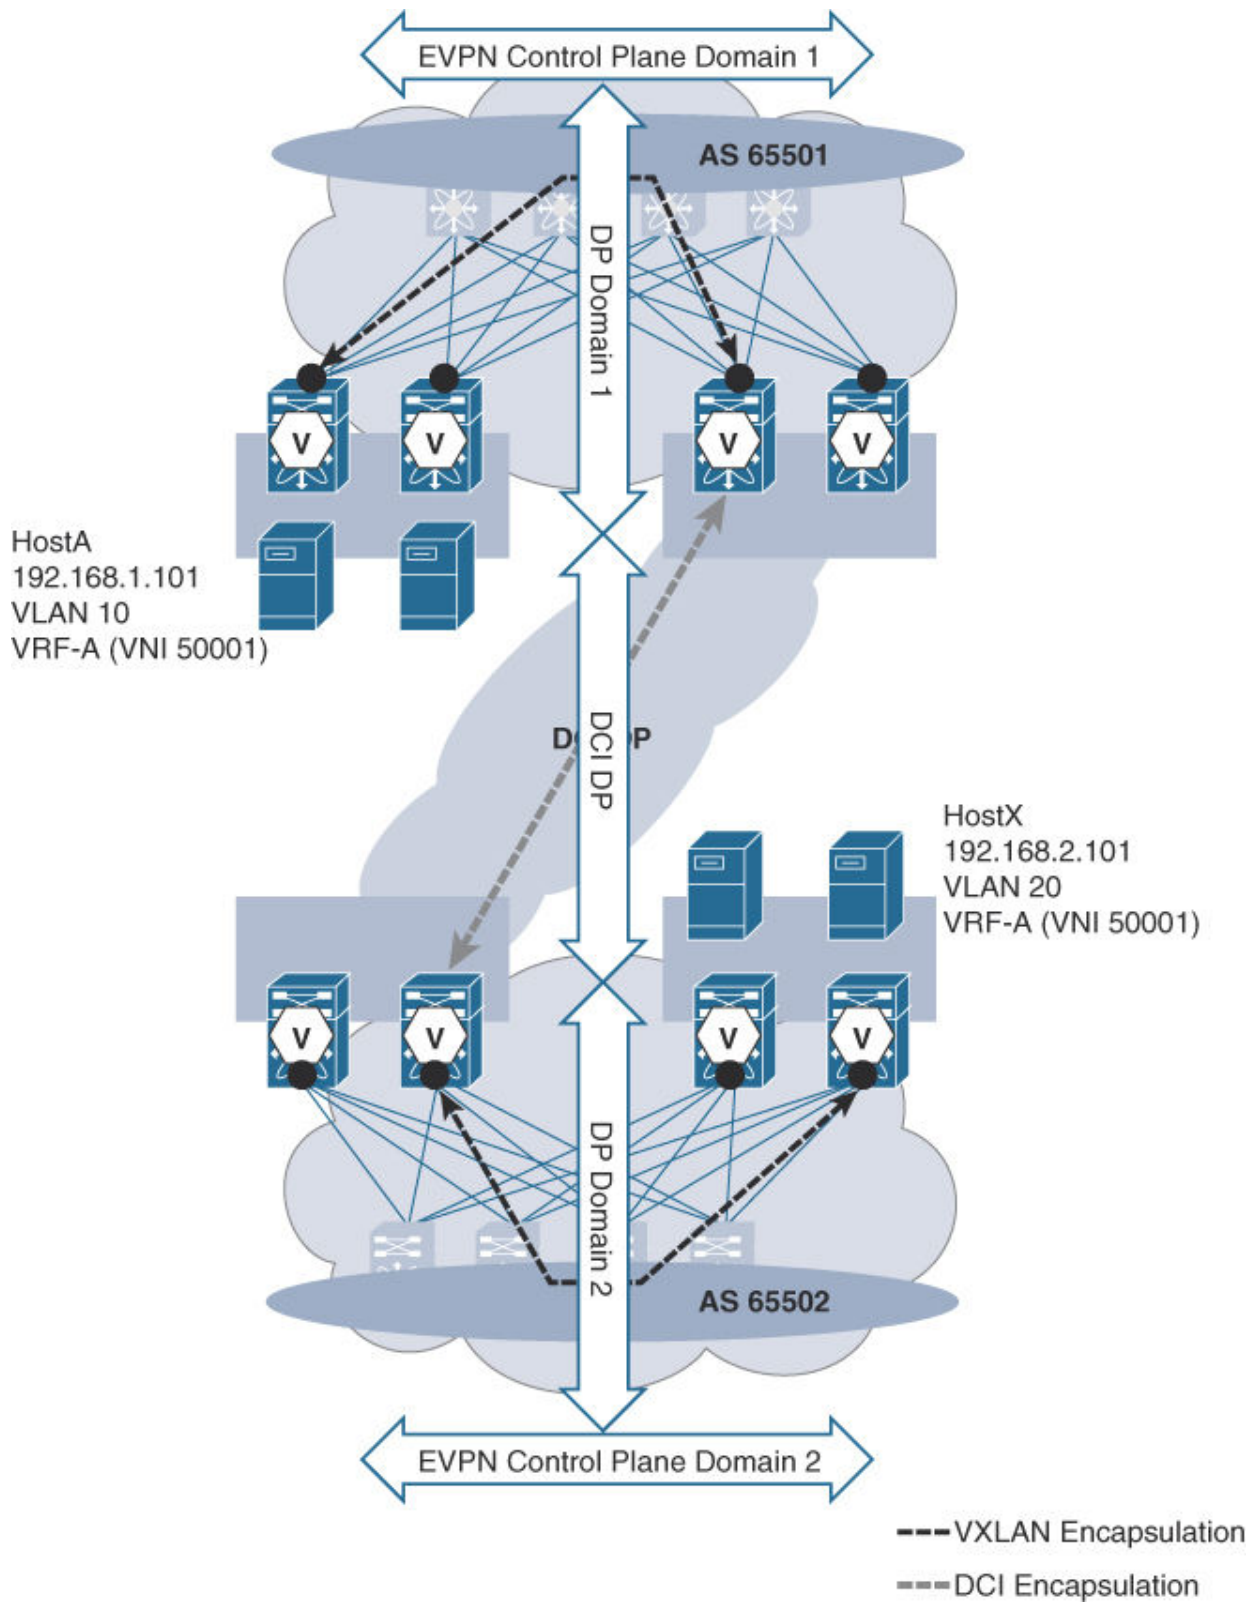 EVPN Control Plane Domain 1
AS 65501
DP Domain 1
V
V
V
V
HostA
192.168.1.101
VLAN 10
VRF-A (VNI 50001)
DCI DP
HostX
192.168.2.101
VLAN 20
VRF-A (VNI 50001)
V
V
V
V
DP Domain 2
AS 65502
EVPN Control Plane Domain 2
VXLAN Encapsulation
DCI Encapsulation